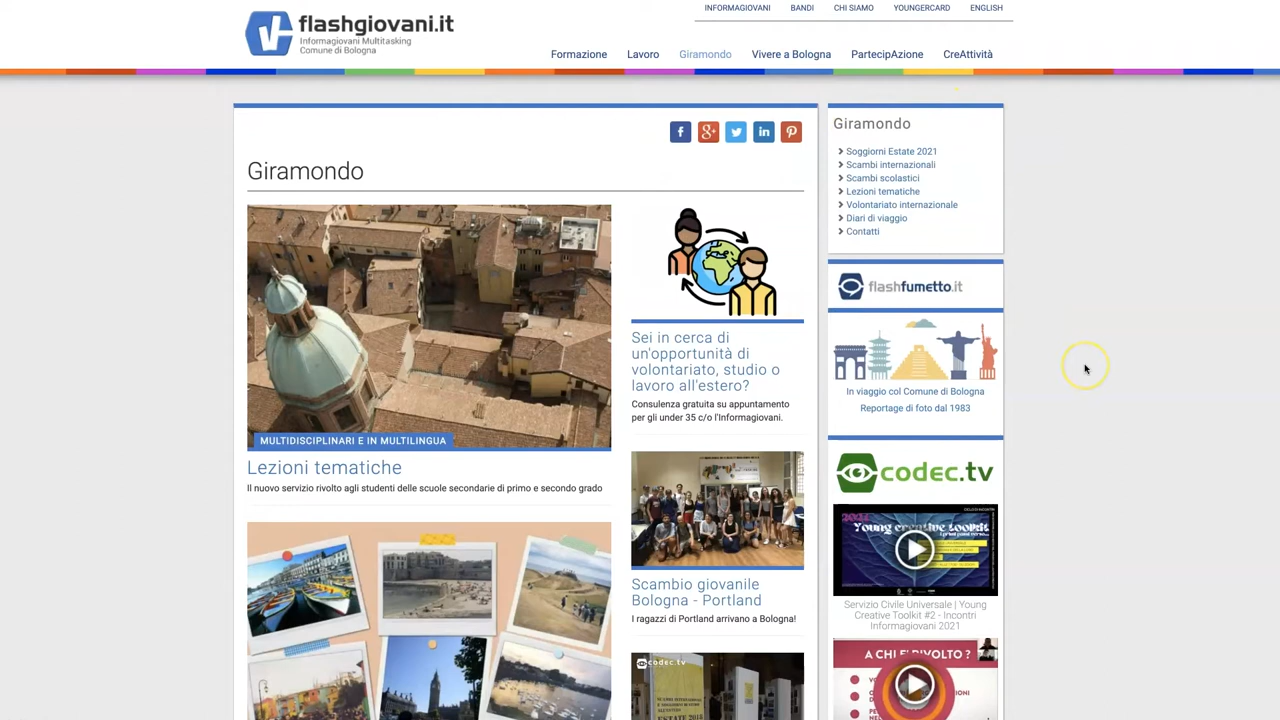 flashgiovani.it
Informagiovani Multitasking
Comune di Bologna
INFORMAGIOVANI BANDI CHI SIAMO YOUNGERCARD ENGLISH
Formazione Lavoro Giramondo Vivere a Bologna PartecipAzione CreAttività
Giramondo
MULTIDISCIPLINARI E IN MULTILINGUA
Lezioni tematiche
Il nuovo servizio rivolto agli studenti delle scuole secondarie di primo e secondo grado
Sei in cerca di
un'opportunità di
volontariato, studio o
lavoro all'estero?
Consulenza gratuita su appuntamento
per gli under 35 c/o l'Informagiovani.
Scambio giovanile
Bologna - Portland
I ragazzi di Portland arrivano a Bologna!
codec.tv
Giramondo
Soggiorni Estate 2021
Scambi internazionali
Scambi scolastici
Lezioni tematiche
Volontariato internazionale
Diari di viaggio
Contatti
flashfumetto.it
In viaggio col Comune di Bologna
Reportage di foto dal 1983
codec.tv
Young creative toolkit
Servizio Civile Universale | Young
Creative Toolkit #2 - Incontri
Informagiovani 2021
A CHI E' RIVOLTO ?